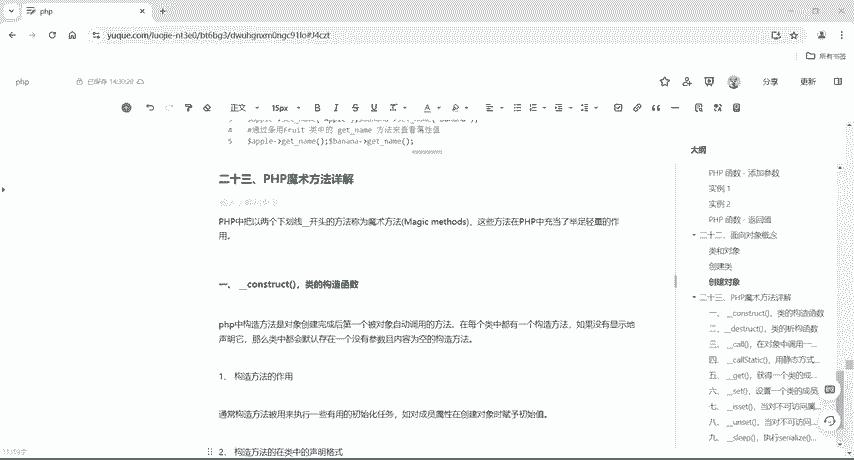 php
yuque.com/luojie-nt3e0/bt6bg3/dwuhgnxm0ngc91lo#J4czt
所有书签
php
已保存 14:30:20
分享
更新
正文
15px
B I S U
大纲
4 #通过条用Fruit 类中的 get_name 方法来查看属性值
5 $apple->get_name();$banana->get_name();
二十三、PHP魔术方法详解
PHP中把以两个下划线__开头的方法称为魔术方法(Magic methods)，这些方法在PHP中充当了举足轻重的作
用。
一、 __construct()，类的构造函数
php中构造方法是对象创建完成后第一个被对象自动调用的方法。在每个类中都有一个构造方法，如果没有显示地
声明它，那么类中都会默认存在一个没有参数且内容为空的构造方法。
1、 构造方法的作用
通常构造方法被用来执行一些有用的初始化任务，如对成员属性在创建对象时赋予初始值。
2、 构造方法的在类中的声明格式
PHP 函数 - 添加参数
实例 1
实例 2
PHP 函数 - 返回值
二十二、面向对象概念
类和对象
创建类
创建对象
二十三、PHP魔术方法详解
一、 __construct()，类的构造函数
二、__destruct()，类的析构函数
三、 __call()，在对象中调用一...
四、 __callStatic()，用静态方式...
五、 __get()，获得一个类的成...
六、 __set()，设置一个类的成员...
七、 __isset()，当对不可访问属...
八、 __unset()，当对不可访问...
九、 __sleep()，执行serialize()...